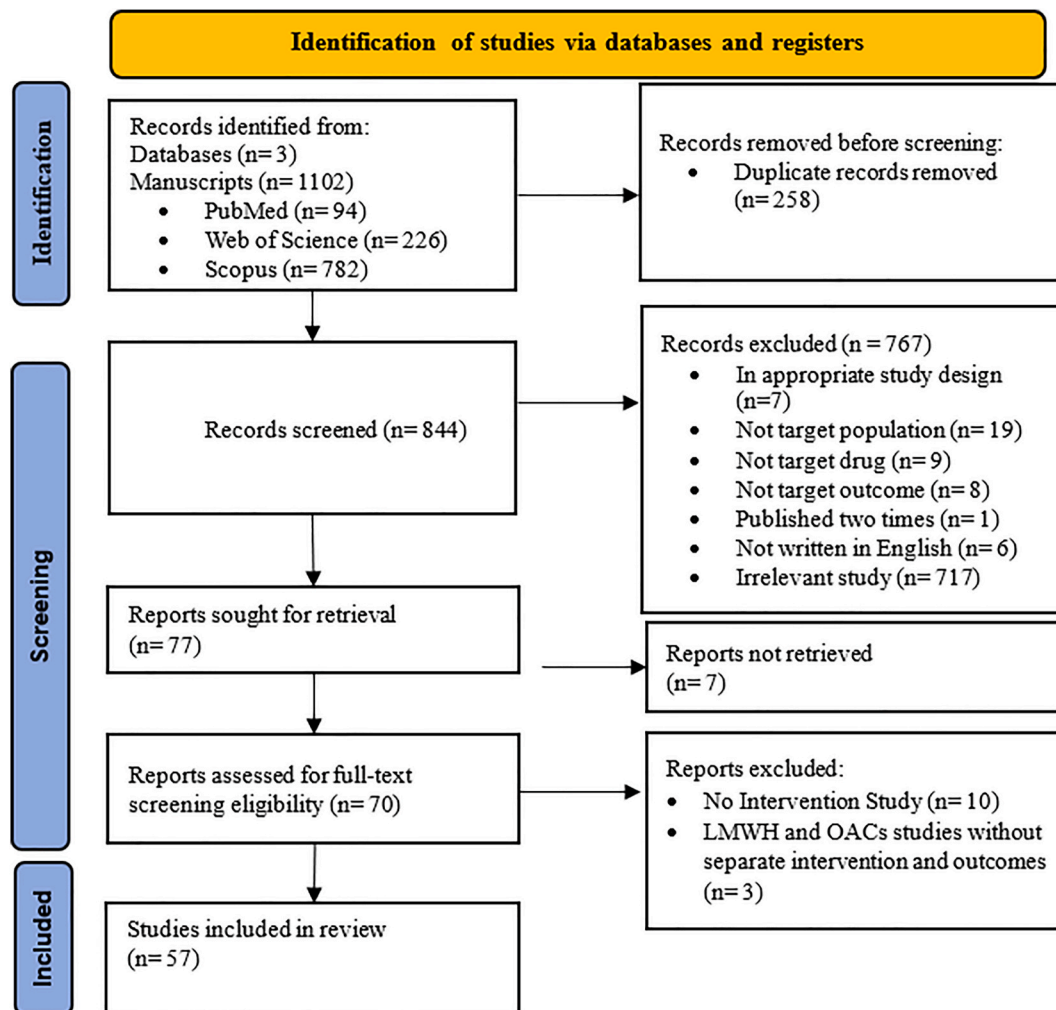 Identification of studies via databases and registers
Identification
Records identified from:
Databases (n=3)
Manuscripts (n=1102)
• PubMed (n=94)
• Web of Science (n=226)
• Scopus (n=782)
Records removed before screening:
• Duplicate records removed
(n=258)
Screening
Records screened (n=844)
Records excluded (n=767)
• In appropriate study design
(n=7)
• Not target population (n=19)
• Not target drug (n=9)
• Not target outcome (n=8)
• Published two times (n=1)
• Not written in English (n=6)
• Irrelevant study (n=717)
Reports sought for retrieval
(n=77)
Reports not retrieved
(n=7)
Reports assessed for full-text
screening eligibility (n=70)
Reports excluded:
• No Intervention Study (n=10)
• LMWH and OACs studies without
separate intervention and outcomes
(n=3)
Included
Studies included in review
(n=57)